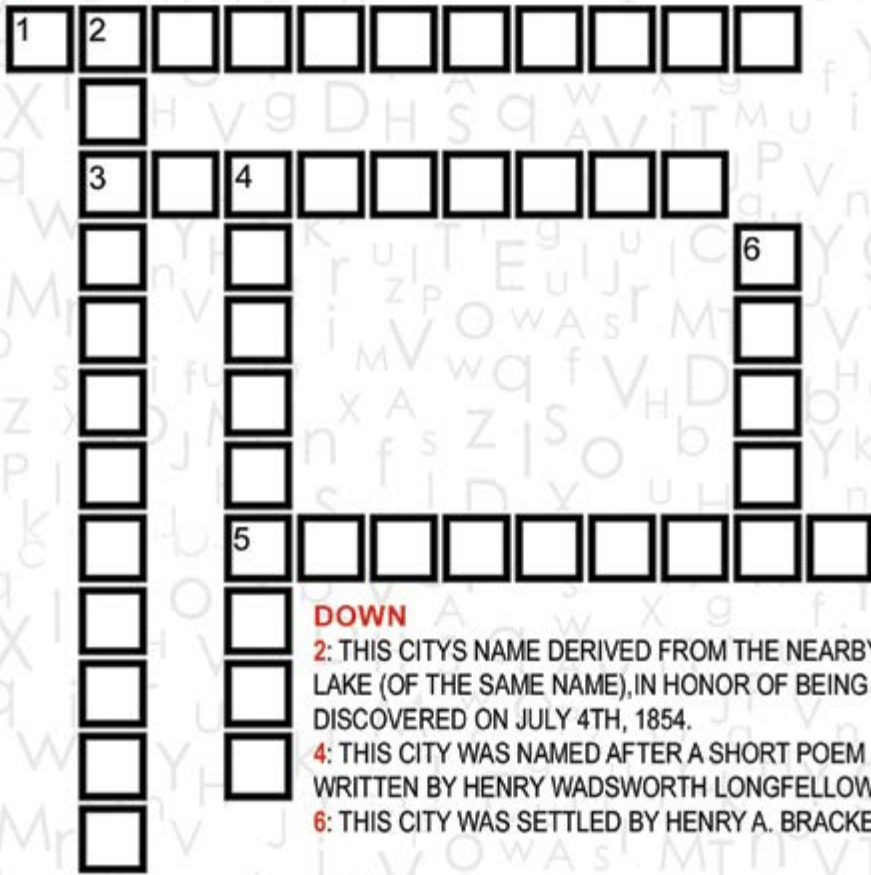 1 2
3 4
6
5
DOWN
2: THIS CITYS NAME DERIVED FROM THE NEARBY
LAKE (OF THE SAME NAME),IN HONOR OF BEING
DISCOVERED ON JULY 4TH, 1854.
4: THIS CITY WAS NAMED AFTER A SHORT POEM
WRITTEN BY HENRY WADSWORTH LONGFELLOW
6: THIS CITY WAS SETTLED BY HENRY A.